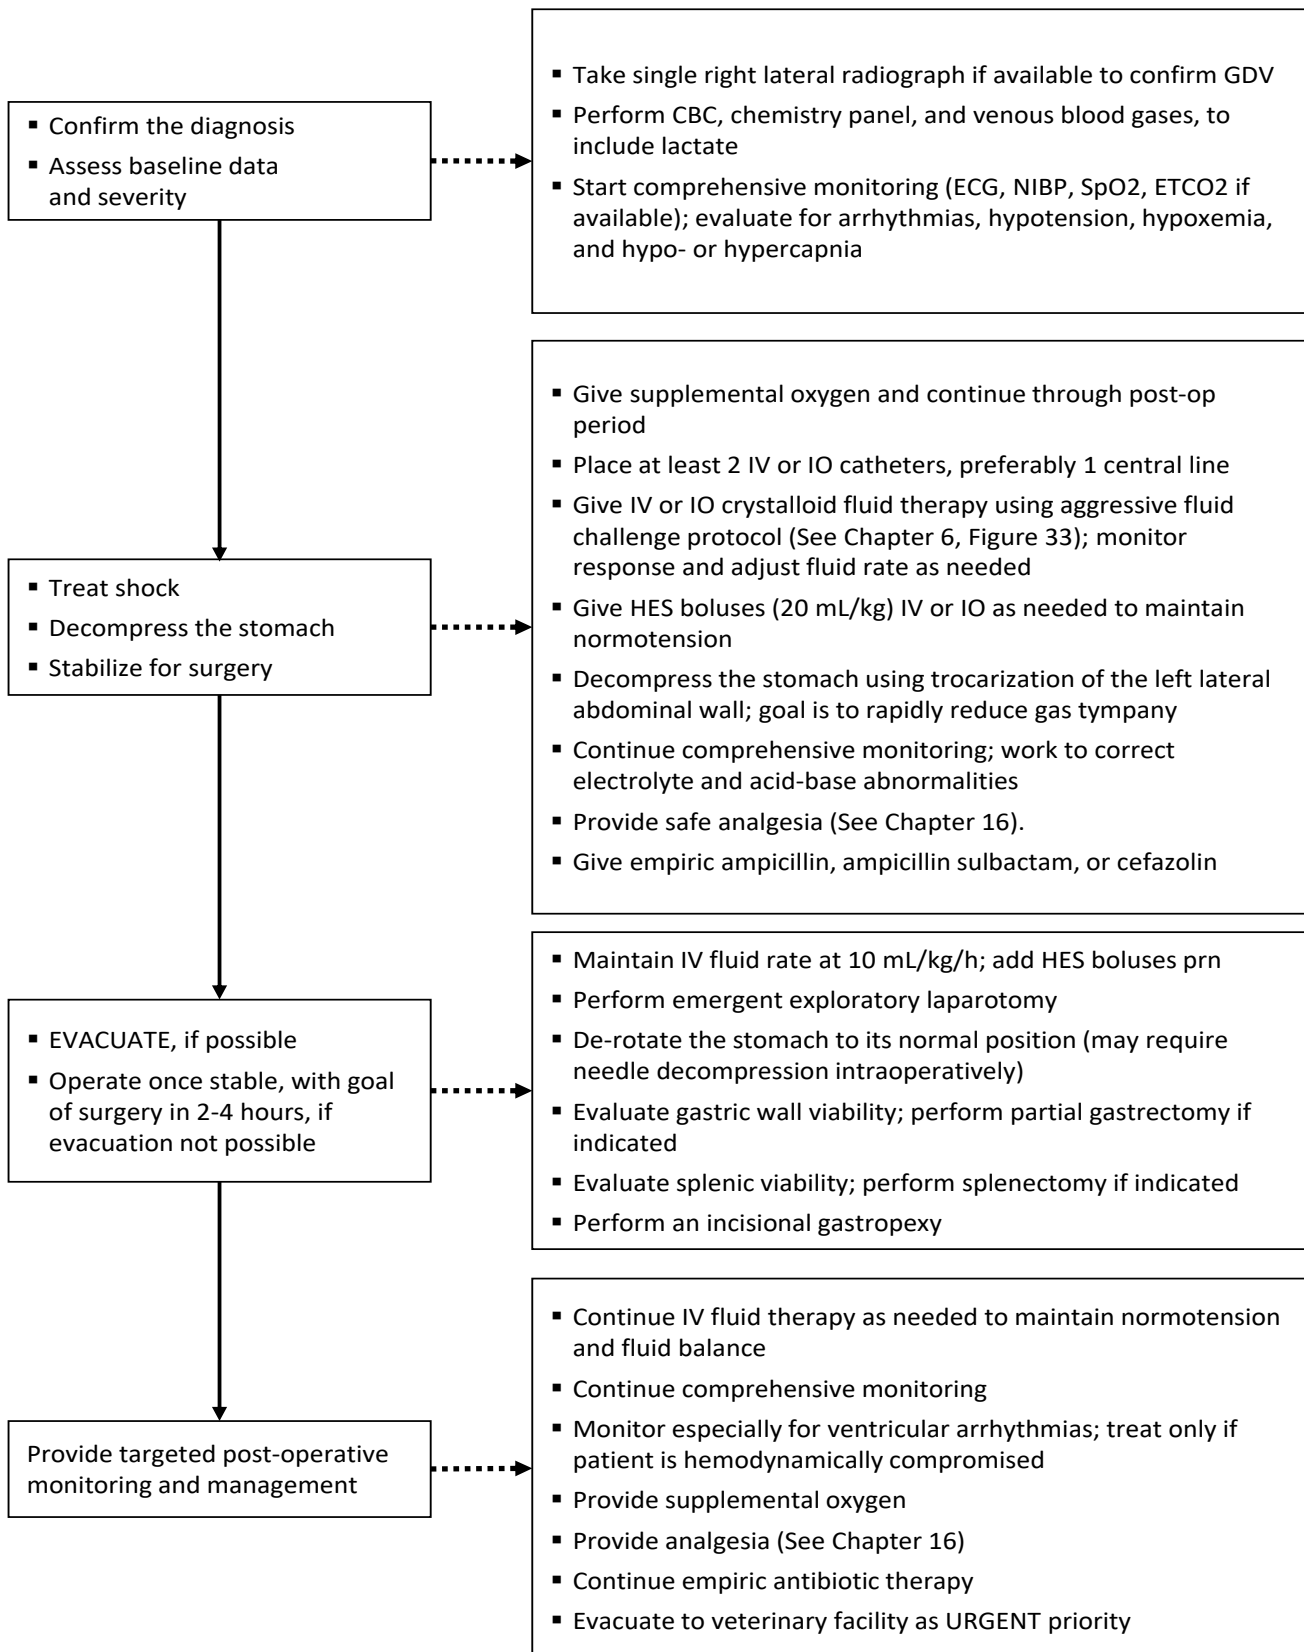 ▪ Confirm the diagnosis
▪ Assess baseline data
and severity
▪ Take single right lateral radiograph if available to confirm GDV
▪ Perform CBC, chemistry panel, and venous blood gases, to
include lactate
▪ Start comprehensive monitoring (ECG, NIBP, SpO2, ETCO2 if
available); evaluate for arrhythmias, hypotension, hypoxemia,
and hypo- or hypercapnia
▪ Treat shock
▪ Decompress the stomach
▪ Stabilize for surgery
▪ Give supplemental oxygen and continue through post-op
period
▪ Place at least 2 IV or IO catheters, preferably 1 central line
▪ Give IV or IO crystalloid fluid therapy using aggressive fluid
challenge protocol (See Chapter 6, Figure 33); monitor
response and adjust fluid rate as needed
▪ Give HES boluses (20 mL/kg) IV or IO as needed to maintain
normotension
▪ Decompress the stomach using trocarization of the left lateral
abdominal wall; goal is to rapidly reduce gas tympany
▪ Continue comprehensive monitoring; work to correct
electrolyte and acid-base abnormalities
▪ Provide safe analgesia (See Chapter 16).
▪ Give empiric ampicillin, ampicillin sulbactam, or cefazolin
▪ EVACUATE, if possible
▪ Operate once stable, with goal
of surgery in 2-4 hours, if
evacuation not possible
▪ Maintain IV fluid rate at 10 mL/kg/h; add HES boluses prn
▪ Perform emergent exploratory laparotomy
▪ De-rotate the stomach to its normal position (may require
needle decompression intraoperatively)
▪ Evaluate gastric wall viability; perform partial gastrectomy if
indicated
▪ Evaluate splenic viability; perform splenectomy if indicated
▪ Perform an incisional gastropexy
Provide targeted post-operative
monitoring and management
▪ Continue IV fluid therapy as needed to maintain normotension
and fluid balance
▪ Continue comprehensive monitoring
▪ Monitor especially for ventricular arrhythmias; treat only if
patient is hemodynamically compromised
▪ Provide supplemental oxygen
▪ Provide analgesia (See Chapter 16)
▪ Continue empiric antibiotic therapy
▪ Evacuate to veterinary facility as URGENT priority